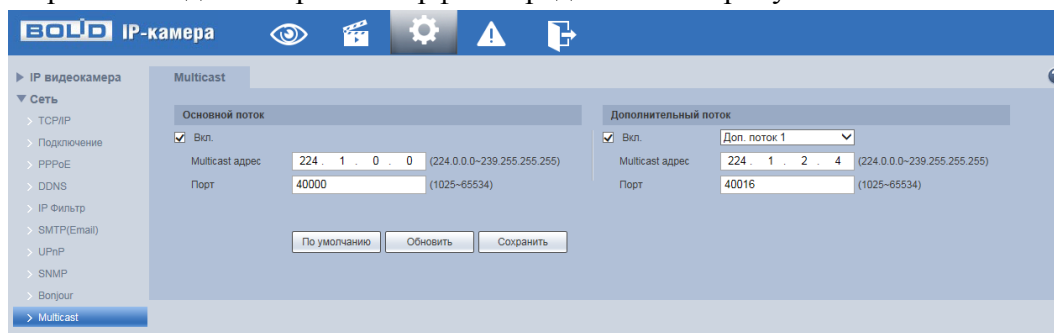 BOLID IP-камера
IP видеокамера
Сеть
TCP/IP
Подключение
PPPoE
DDNS
IP Фильтр
SMTP(Email)
UPnP
SNMP
Bonjour
Multicast
Multicast
Основной поток
Вкл.
Multicast адрес 224 . 1 . 0 . 0 (224.0.0.0~239.255.255.255)
Порт 40000 (1025~65534)
По умолчанию Обновить Сохранить
Дополнительный поток
Вкл. Доп. поток 1
Multicast адрес 224 . 1 . 2 . 4 (224.0.0.0~239.255.255.255)
Порт 40016 (1025~65534)